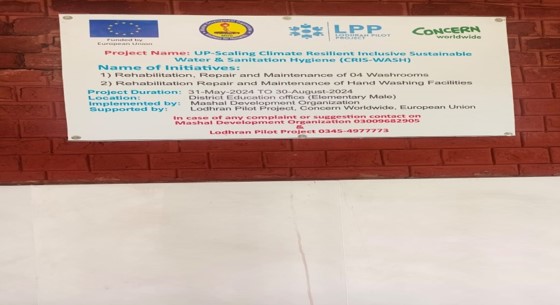 Funded by
European Union
LPP
LODHRAN PILOT
PROJECT
CONCERN
worldwide
Project Name: UP-Scaling Climate Resilient Inclusive Sustainable
Water & Sanitation Hygiene (CRIS-WASH)
Name of Initiatives:
1) Rehabilitation, Repair and Maintenance of 04 Washrooms
2) Rehabilitation Repair and Maintenance of Hand Washing Facilities
Project Duration: 31-May-2024 TO 30-August-2024
Location: District Education office (Elementary Male)
Implemented by: Mashal Development Organization
Supported by: Lodhran Pilot Project, Concern Worldwide, European Union
In case of any complaint or suggestion contact on
Mashal Development Organization 03009682905
&
Lodhran Pilot Project 0345-4977773